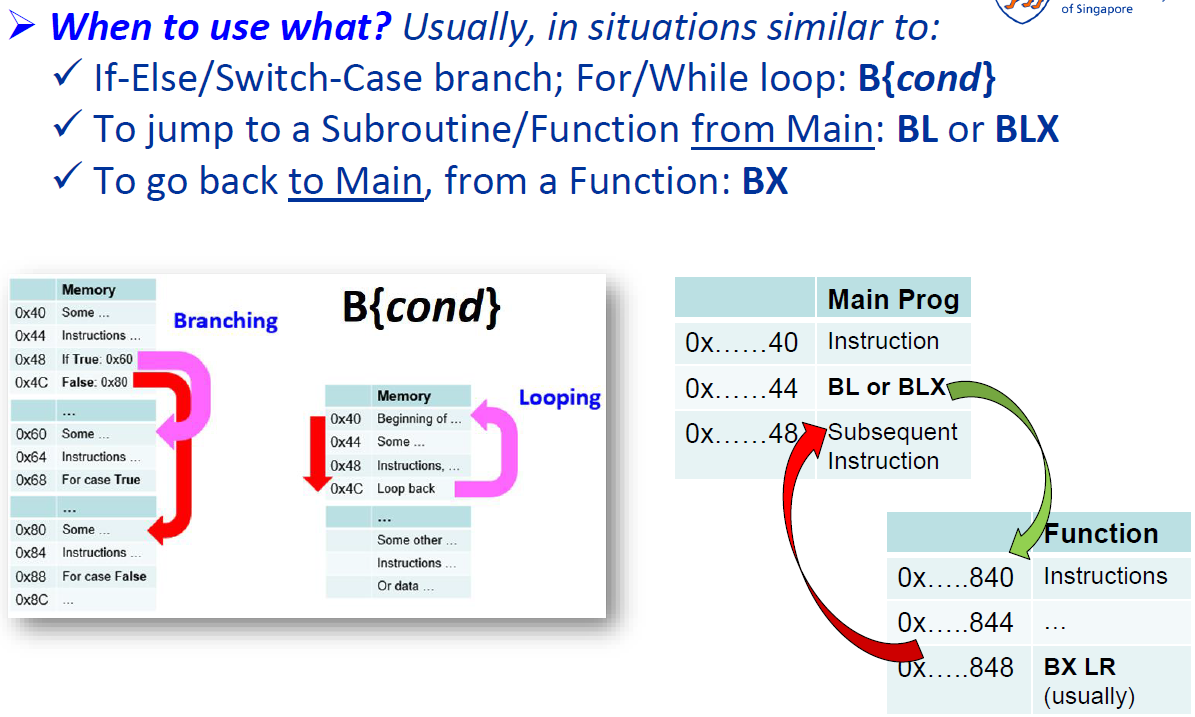 of Singapore
➢ When to use what? Usually, in situations similar to:
✓ If-Else/Switch-Case branch; For/While loop: B{cond}
✓ To jump to a Subroutine/Function from Main: BL or BLX
✓ To go back to Main, from a Function: BX
Memory
0x40 Some ...
0x44 Instructions ...
0x48 If True: 0x60
0x4C False: 0x80
...
0x60 Some ...
0x64 Instructions ...
0x68 For case True
...
0x80 Some ...
0x84 Instructions ...
0x88 For case False
0x8C ...
Branching
B{cond}
Memory
0x40 Beginning of ...
0x44 Some ...
0x48 Instructions, ...
0x4C Loop back
...
Some other ...
Instructions ...
Or data ...
Looping
Main Prog
0x……40 Instruction
0x……44 BL or BLX
0x……48 Subsequent
Instruction
Function
0x…..840 Instructions
0x…..844 …
0x…..848 BX LR
(usually)